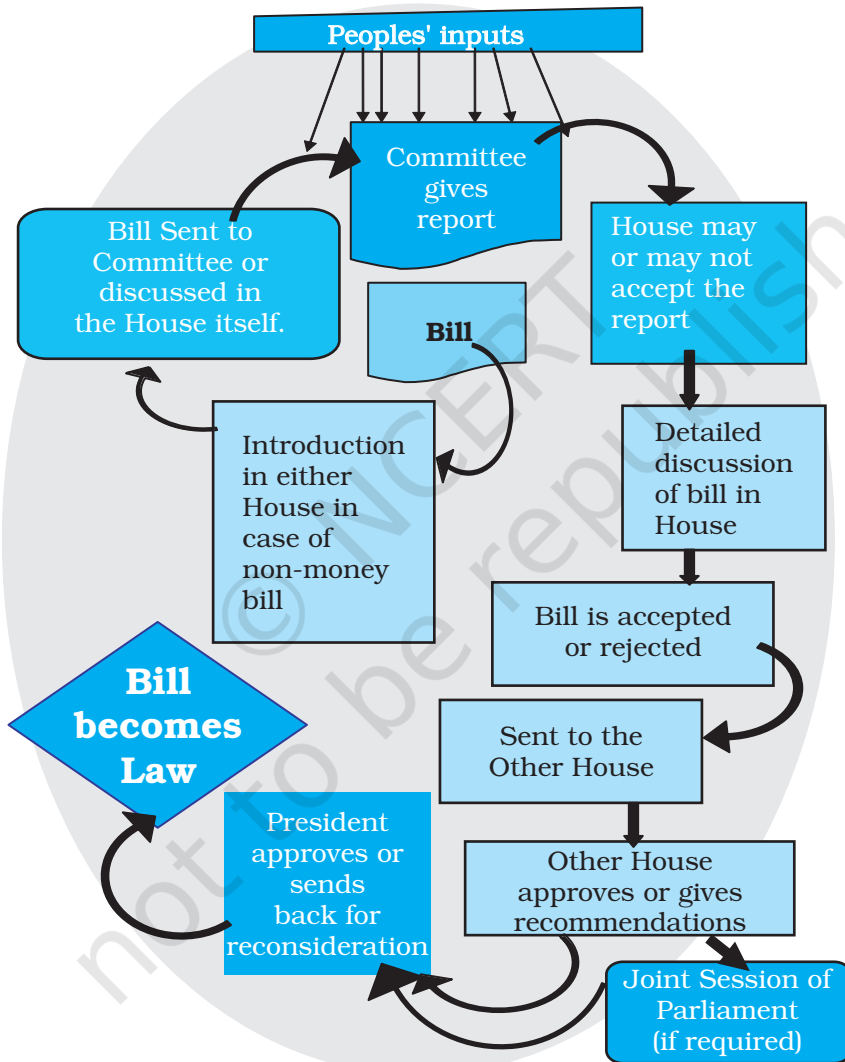 Peoples' inputs
Committee
gives
report
House may
or may not
accept the
report
Bill Sent to
Committee or
discussed in
the House itself.
Bill
Introduction
in either
House in
case of
non-money
bill
Detailed
discussion
of bill in
House
Bill is accepted
or rejected
Sent to the
Other House
Other House
approves or gives
recommendations
Joint Session of
Parliament
(if required)
President
approves or
sends
back for
reconsideration
Bill
becomes
Law
© NCERT
not to be republish